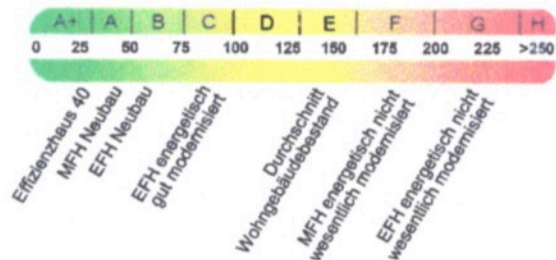 A+ A B C D E F G H
0 25 50 75 100 125 150 175 200 225 >250
Effizienzhaus 40
MFH Neubau
EFH Neubau
EFH energetisch
gut modernisiert
Durchschnitt
Wohngebäudebestand
MFH energetisch nicht
wesentlich modernisiert
EFH energetisch nicht
wesentlich modernisiert